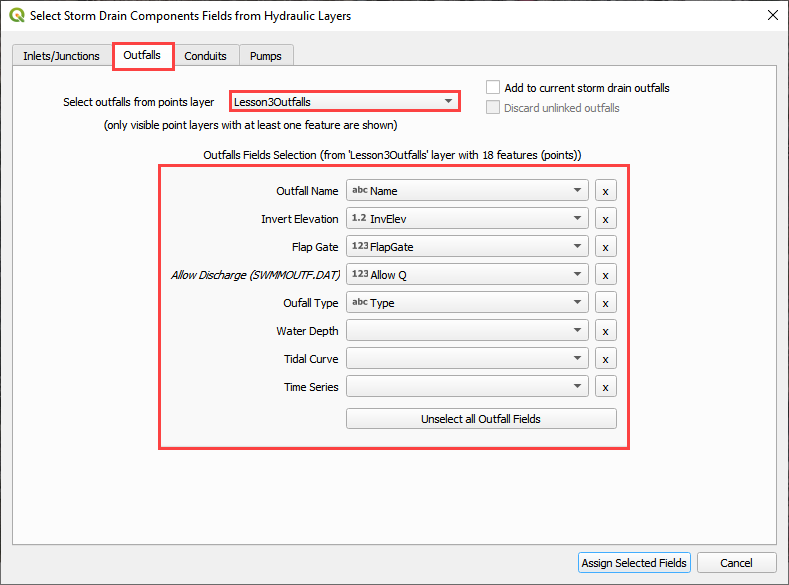 Select Storm Drain Components Fields from Hydraulic Layers
Inlets/Junctions Outfalls Conduits Pumps
Select outfalls from points layer Lesson3Outfalls Add to current storm drain outfalls
Discard unlinked outfalls
(only visible point layers with at least one feature are shown)
Outfalls Fields Selection (from 'Lesson3Outfalls' layer with 18 features (points))
Outfall Name abc Name x
Invert Elevation 1.2 InvElev x
Flap Gate 123 FlapGate x
Allow Discharge (SWMMOUTF.DAT) 123 Allow Q x
Oufall Type abc Type x
Water Depth x
Tidal Curve x
Time Series x
Unselect all Outfall Fields
Assign Selected Fields Cancel